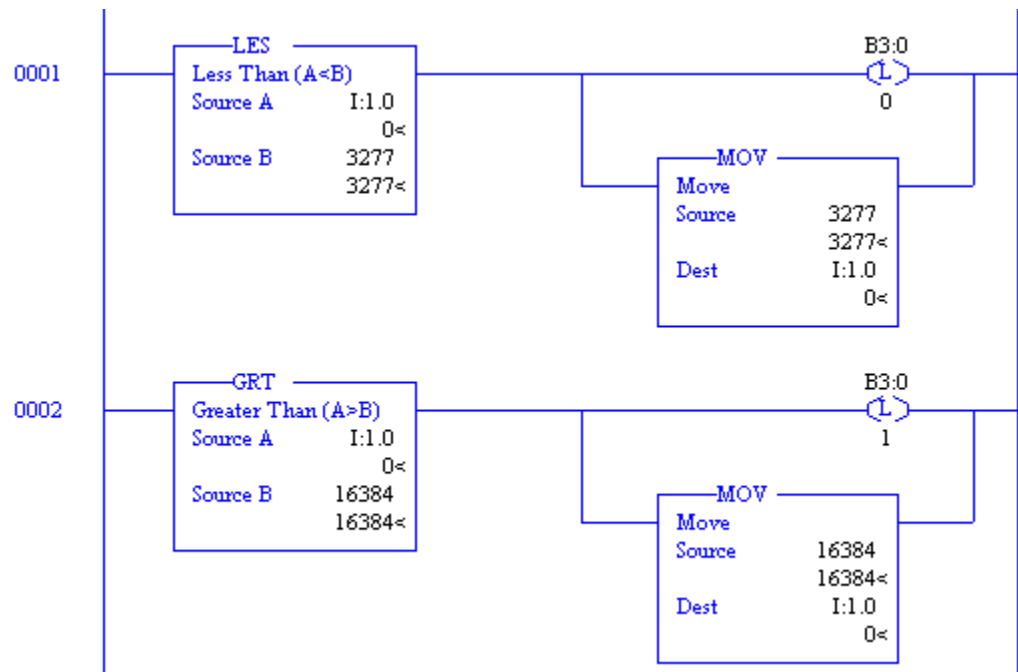 LES
B3:0
0001
Less Than (A<B)
L
Source A I:1.0
0
0<
Source B 3277
3277<
MOV
Move
Source 3277
3277<
Dest I:1.0
0<
GRT
B3:0
0002
Greater Than (A>B)
L
Source A I:1.0
1
0<
Source B 16384
16384<
MOV
Move
Source 16384
16384<
Dest I:1.0
0<